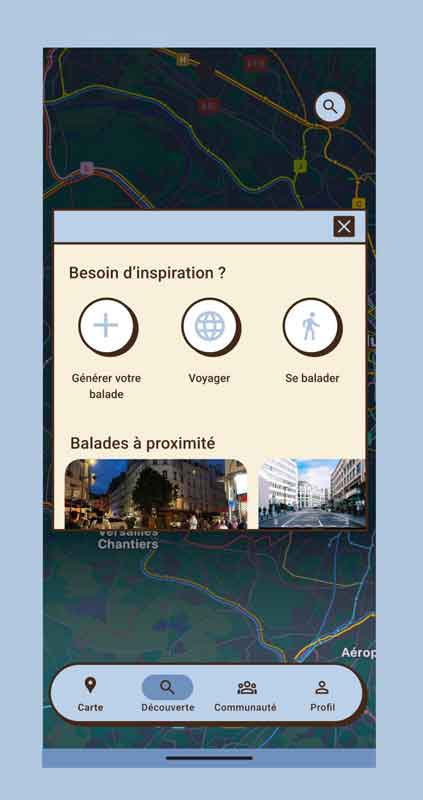 H
J
C
Besoin d'inspiration ?
Générer votre
balade
Voyager
Se balader
Balades à proximité
Versailles
Chantiers
Aérop
Carte
Découverte
Communauté
Profil